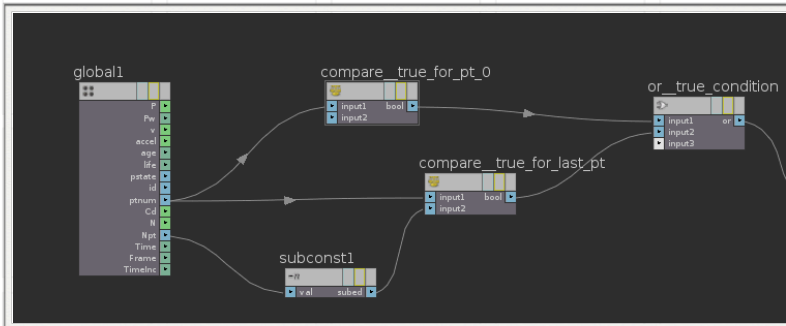 global1
P
Pw
v
accel
age
life
pstate
id
ptnum
Cd
N
Npt
Time
Frame
TimeInc
compare__true_for_pt_0
input1 bool
input2
compare__true_for_last_pt
input1 bool
input2
subconst1
val subed
or__true_condition
input1 or
input2
input3